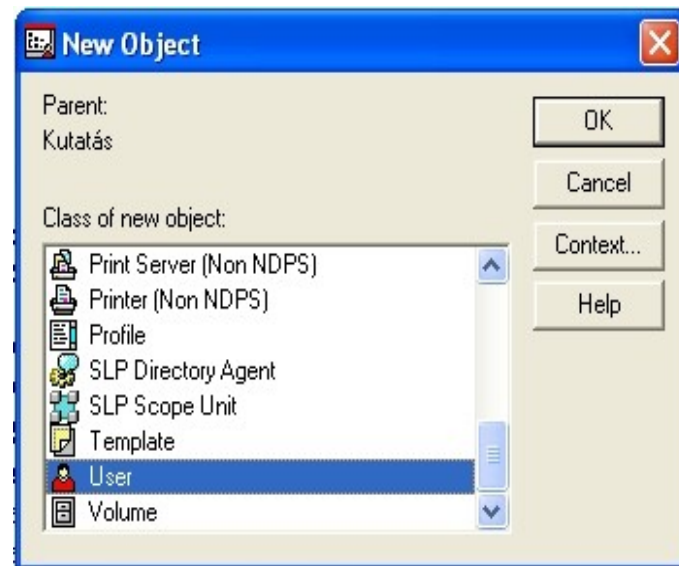 New Object
Parent:
Kutatás
Class of new object:
Print Server (Non NDPS)
Printer (Non NDPS)
Profile
SLP Directory Agent
SLP Scope Unit
Template
User
Volume
OK
Cancel
Context...
Help